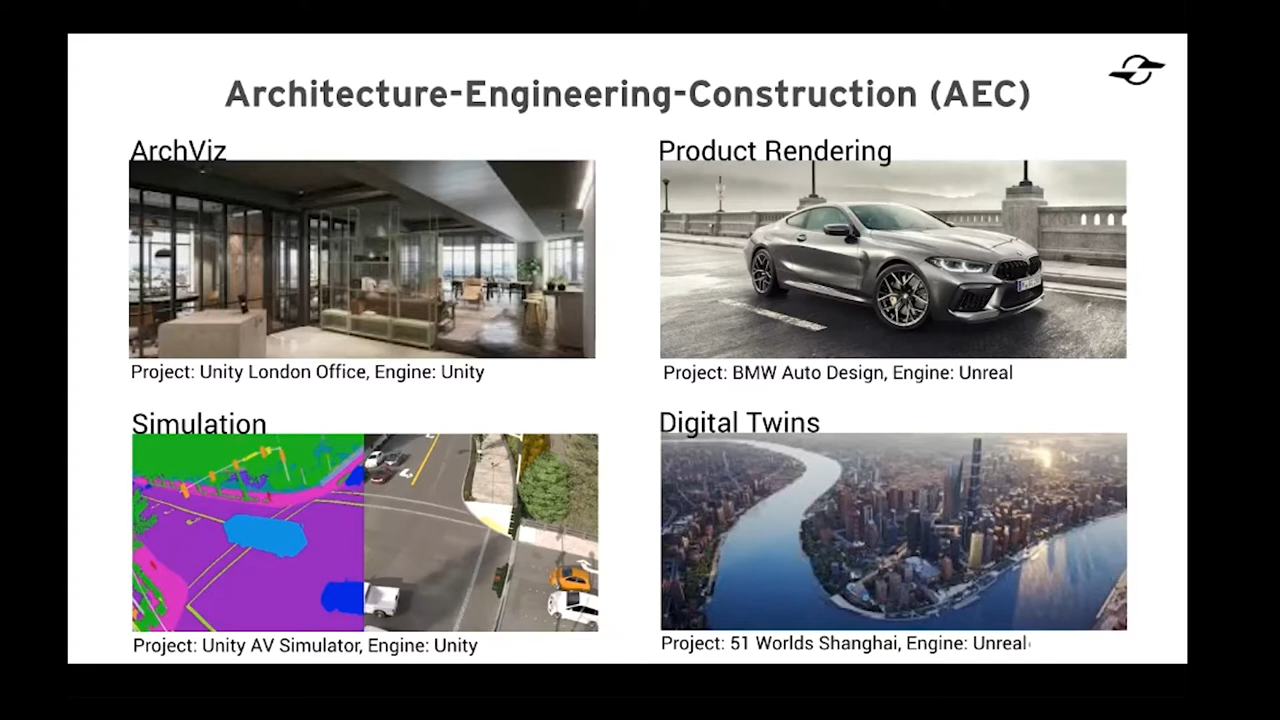 Architecture-Engineering-Construction (AEC)
ArchViz
Product Rendering
Project: Unity London Office, Engine: Unity
Project: BMW Auto Design, Engine: Unreal
Simulation
Digital Twins
Project: Unity AV Simulator, Engine: Unity
Project: 51 Worlds Shanghai, Engine: Unreal